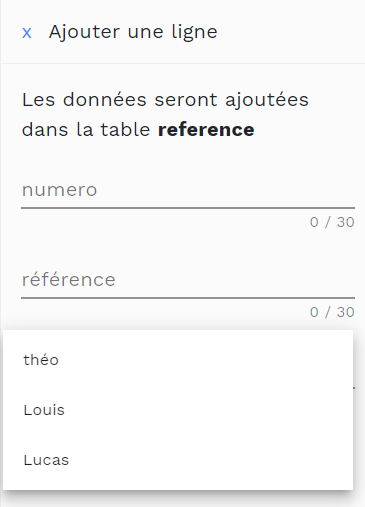 x Ajouter une ligne
Les données seront ajoutées
dans la table reference
numero
0 / 30
référence
0 / 30
théo
Louis
Lucas